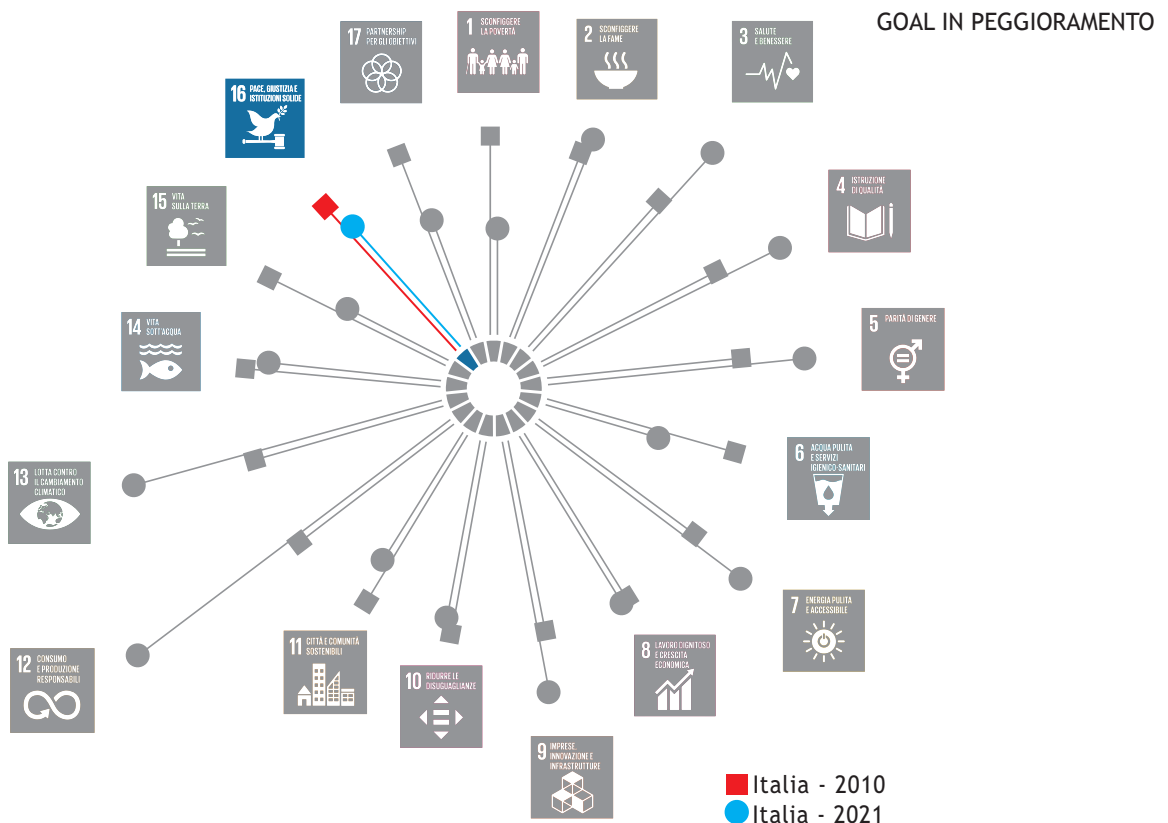 GOAL IN PEGGIORAMENTO
1 SCONFIGGERE
LA POVERTÀ
2 SCONFIGGERE
LA FAME
3 SALUTE
E BENESSERE
4 ISTRUZIONE
DI QUALITÀ
5 PARITÀ DI GENERE
6 ACQUA PULITA
E SERVIZI
IGIENICO-SANITARI
7 ENERGIA PULITA
E ACCESSIBILE
8 LAVORO DIGNITOSO
E CRESCITA
ECONOMICA
9 IMPRESE,
INNOVAZIONE E
INFRASTRUTTURE
10 RIDURRE LE
DISUGUAGLIANZE
11 CITTÀ E COMUNITÀ
SOSTENIBILI
12 CONSUMO
E PRODUZIONE
RESPONSABILI
13 LOTTA CONTRO
IL CAMBIAMENTO
CLIMATICO
14 VITA
SOTT'ACQUA
15 VITA
SULLA TERRA
16 PACE, GIUSTIZIA E
ISTITUZIONI SOLIDE
17 PARTNERSHIP
PER GLI OBIETTIVI
Italia - 2010
Italia - 2021